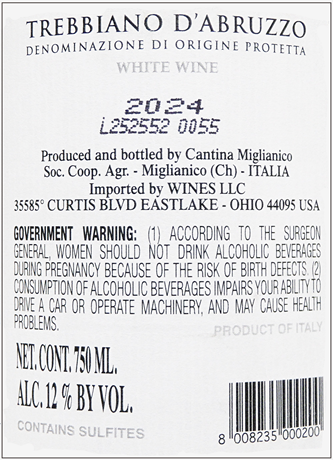 TREBBIANO D'ABRUZZO
DENOMINAZIONE DI ORIGINE PROTETTA
WHITE WINE
2024
L252552 0055
Produced and bottled by Cantina Miglianico
Soc. Coop. Agr. - Miglianico (Ch) - ITALIA
Imported by WINES LLC
35585° CURTIS BLVD EASTLAKE - OHIO 44095 USA
GOVERNMENT WARNING: (1) ACCORDING TO THE SURGEON
GENERAL, WOMEN SHOULD NOT DRINK ALCOHOLIC BEVERAGES
DURING PREGNANCY BECAUSE OF THE RISK OF BIRTH DEFECTS. (2)
CONSUMPTION OF ALCOHOLIC BEVERAGES IMPAIRS YOUR ABILITY TO
DRIVE A CAR OR OPERATE MACHINERY, AND MAY CAUSE HEALTH
PROBLEMS.
PRODUCT OF ITALY
NET. CONT. 750 ML.
ALC. 12 % BY VOL.
CONTAINS SULFITES
8 008235 000200